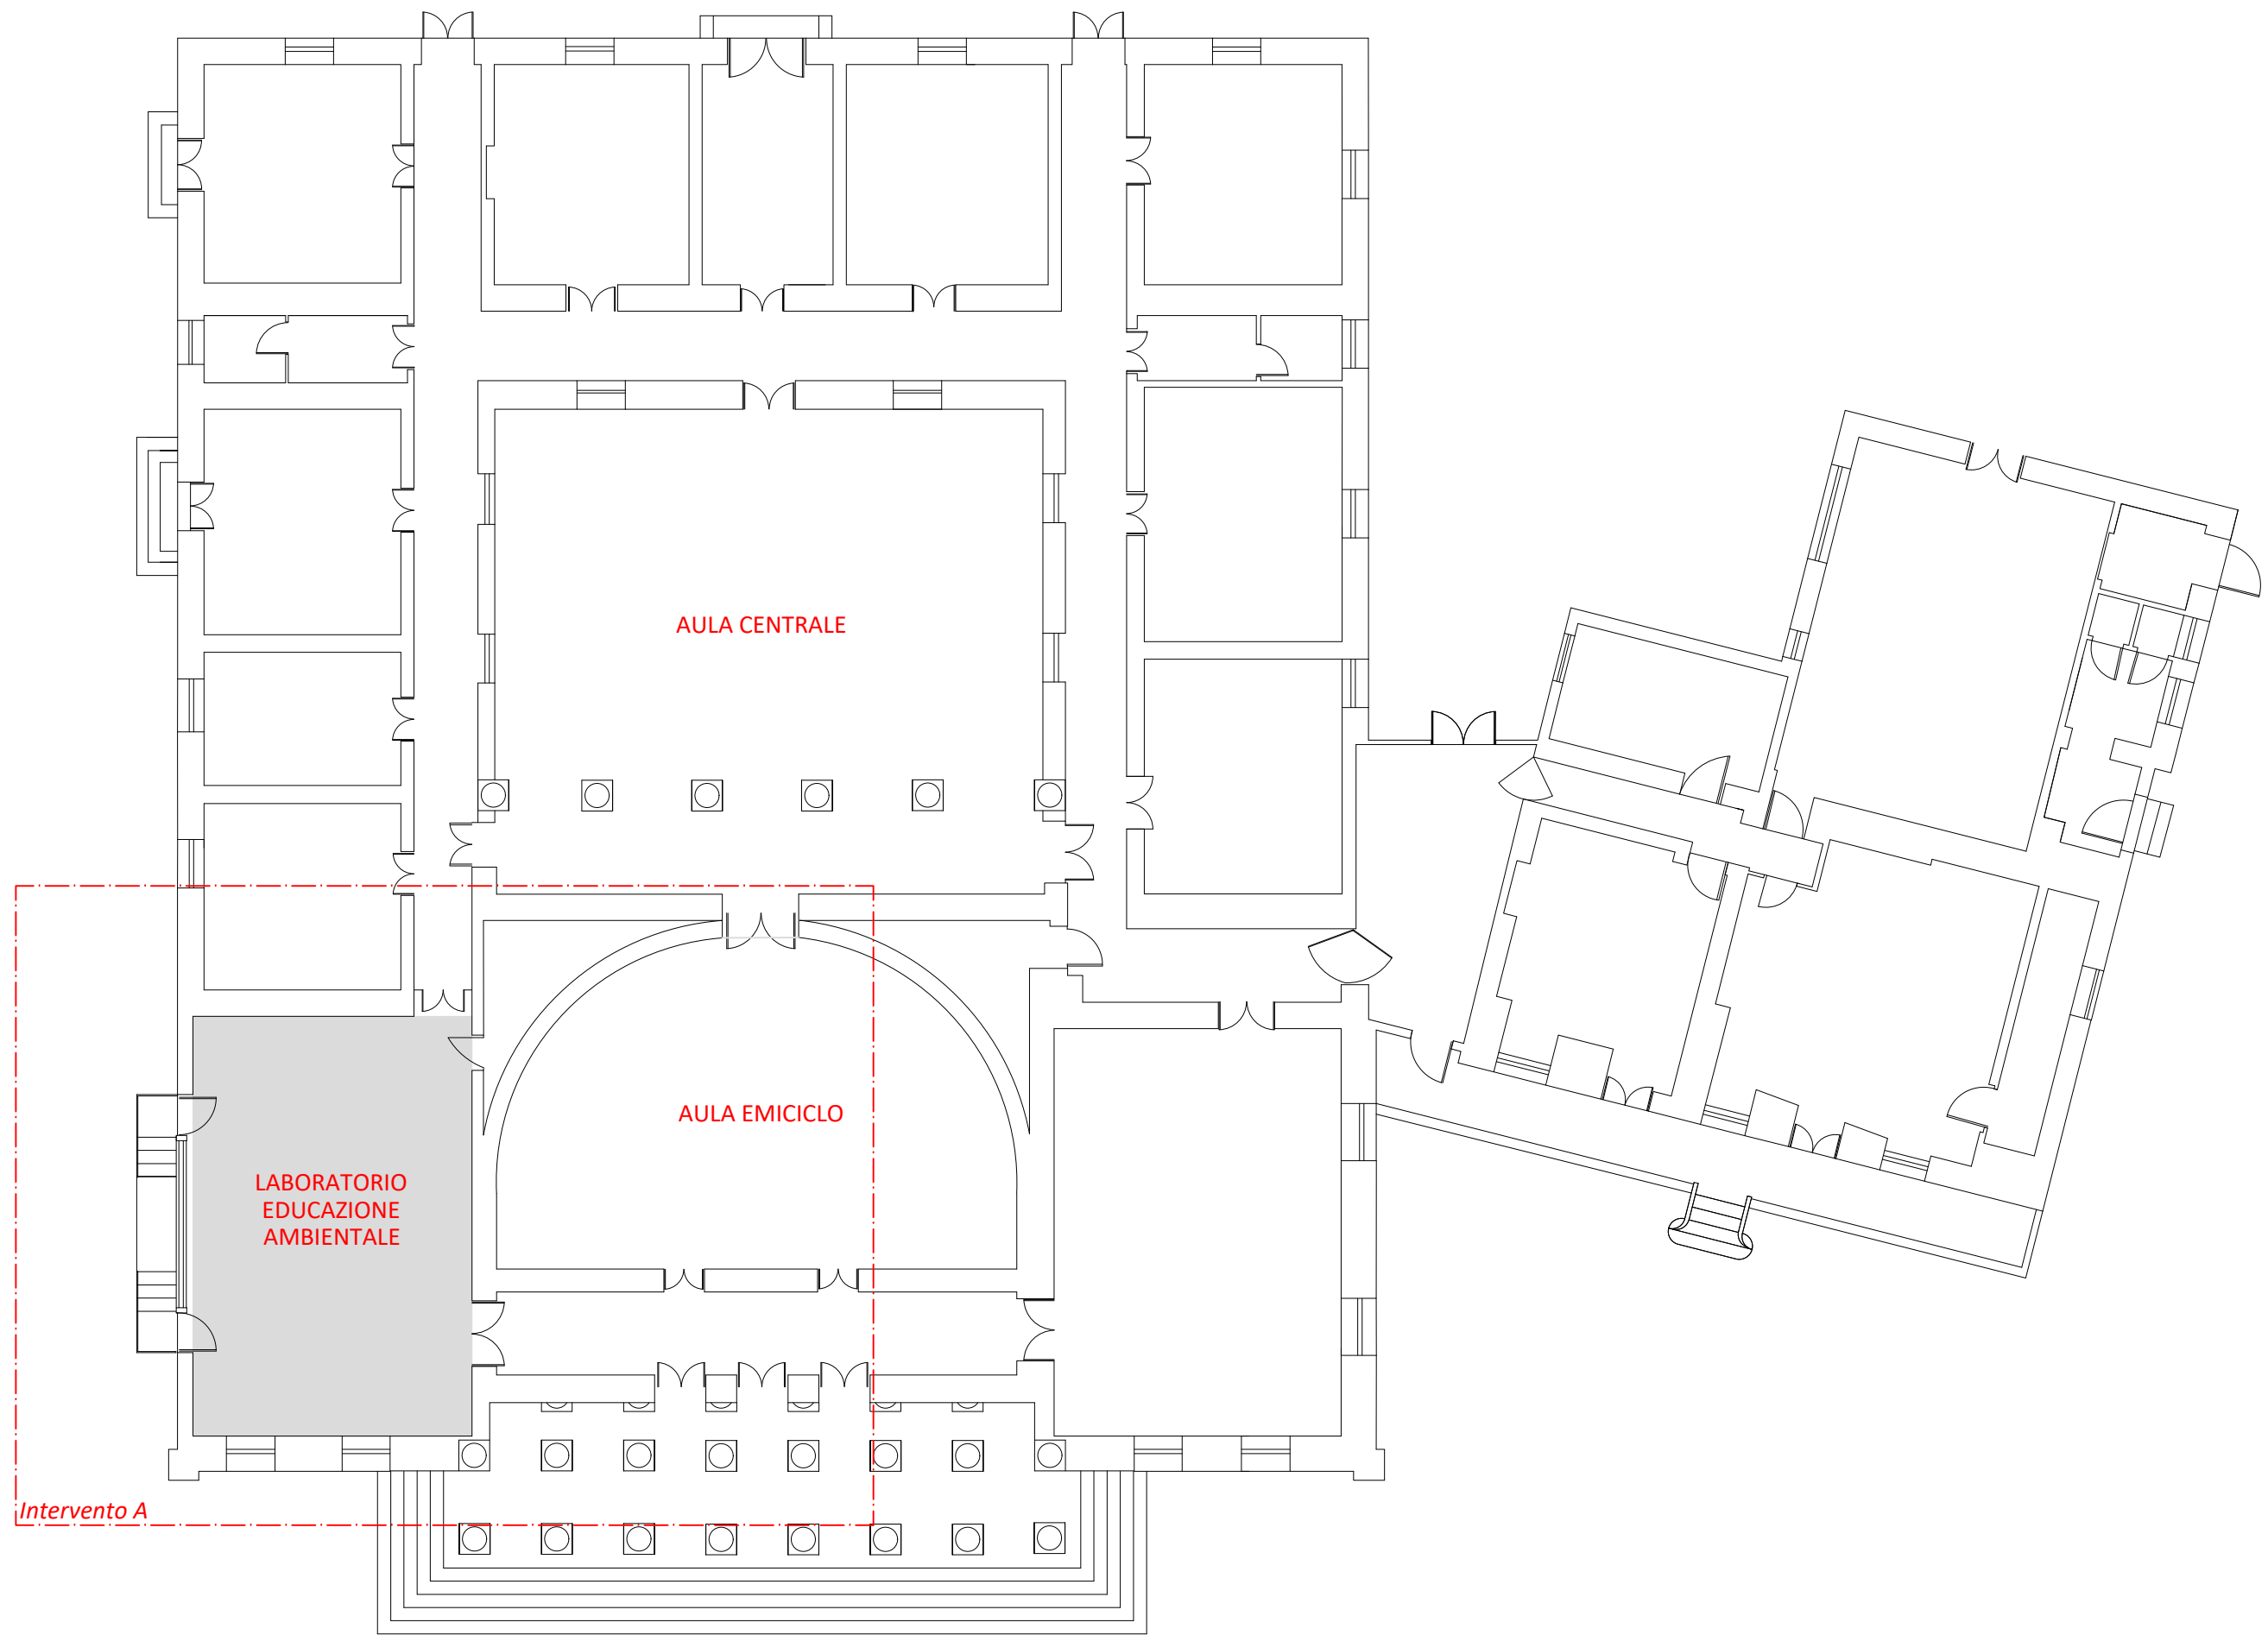 AULA CENTRALE
AULA EMICICLO
LABORATORIO
EDUCAZIONE
AMBIENTALE
Intervento A